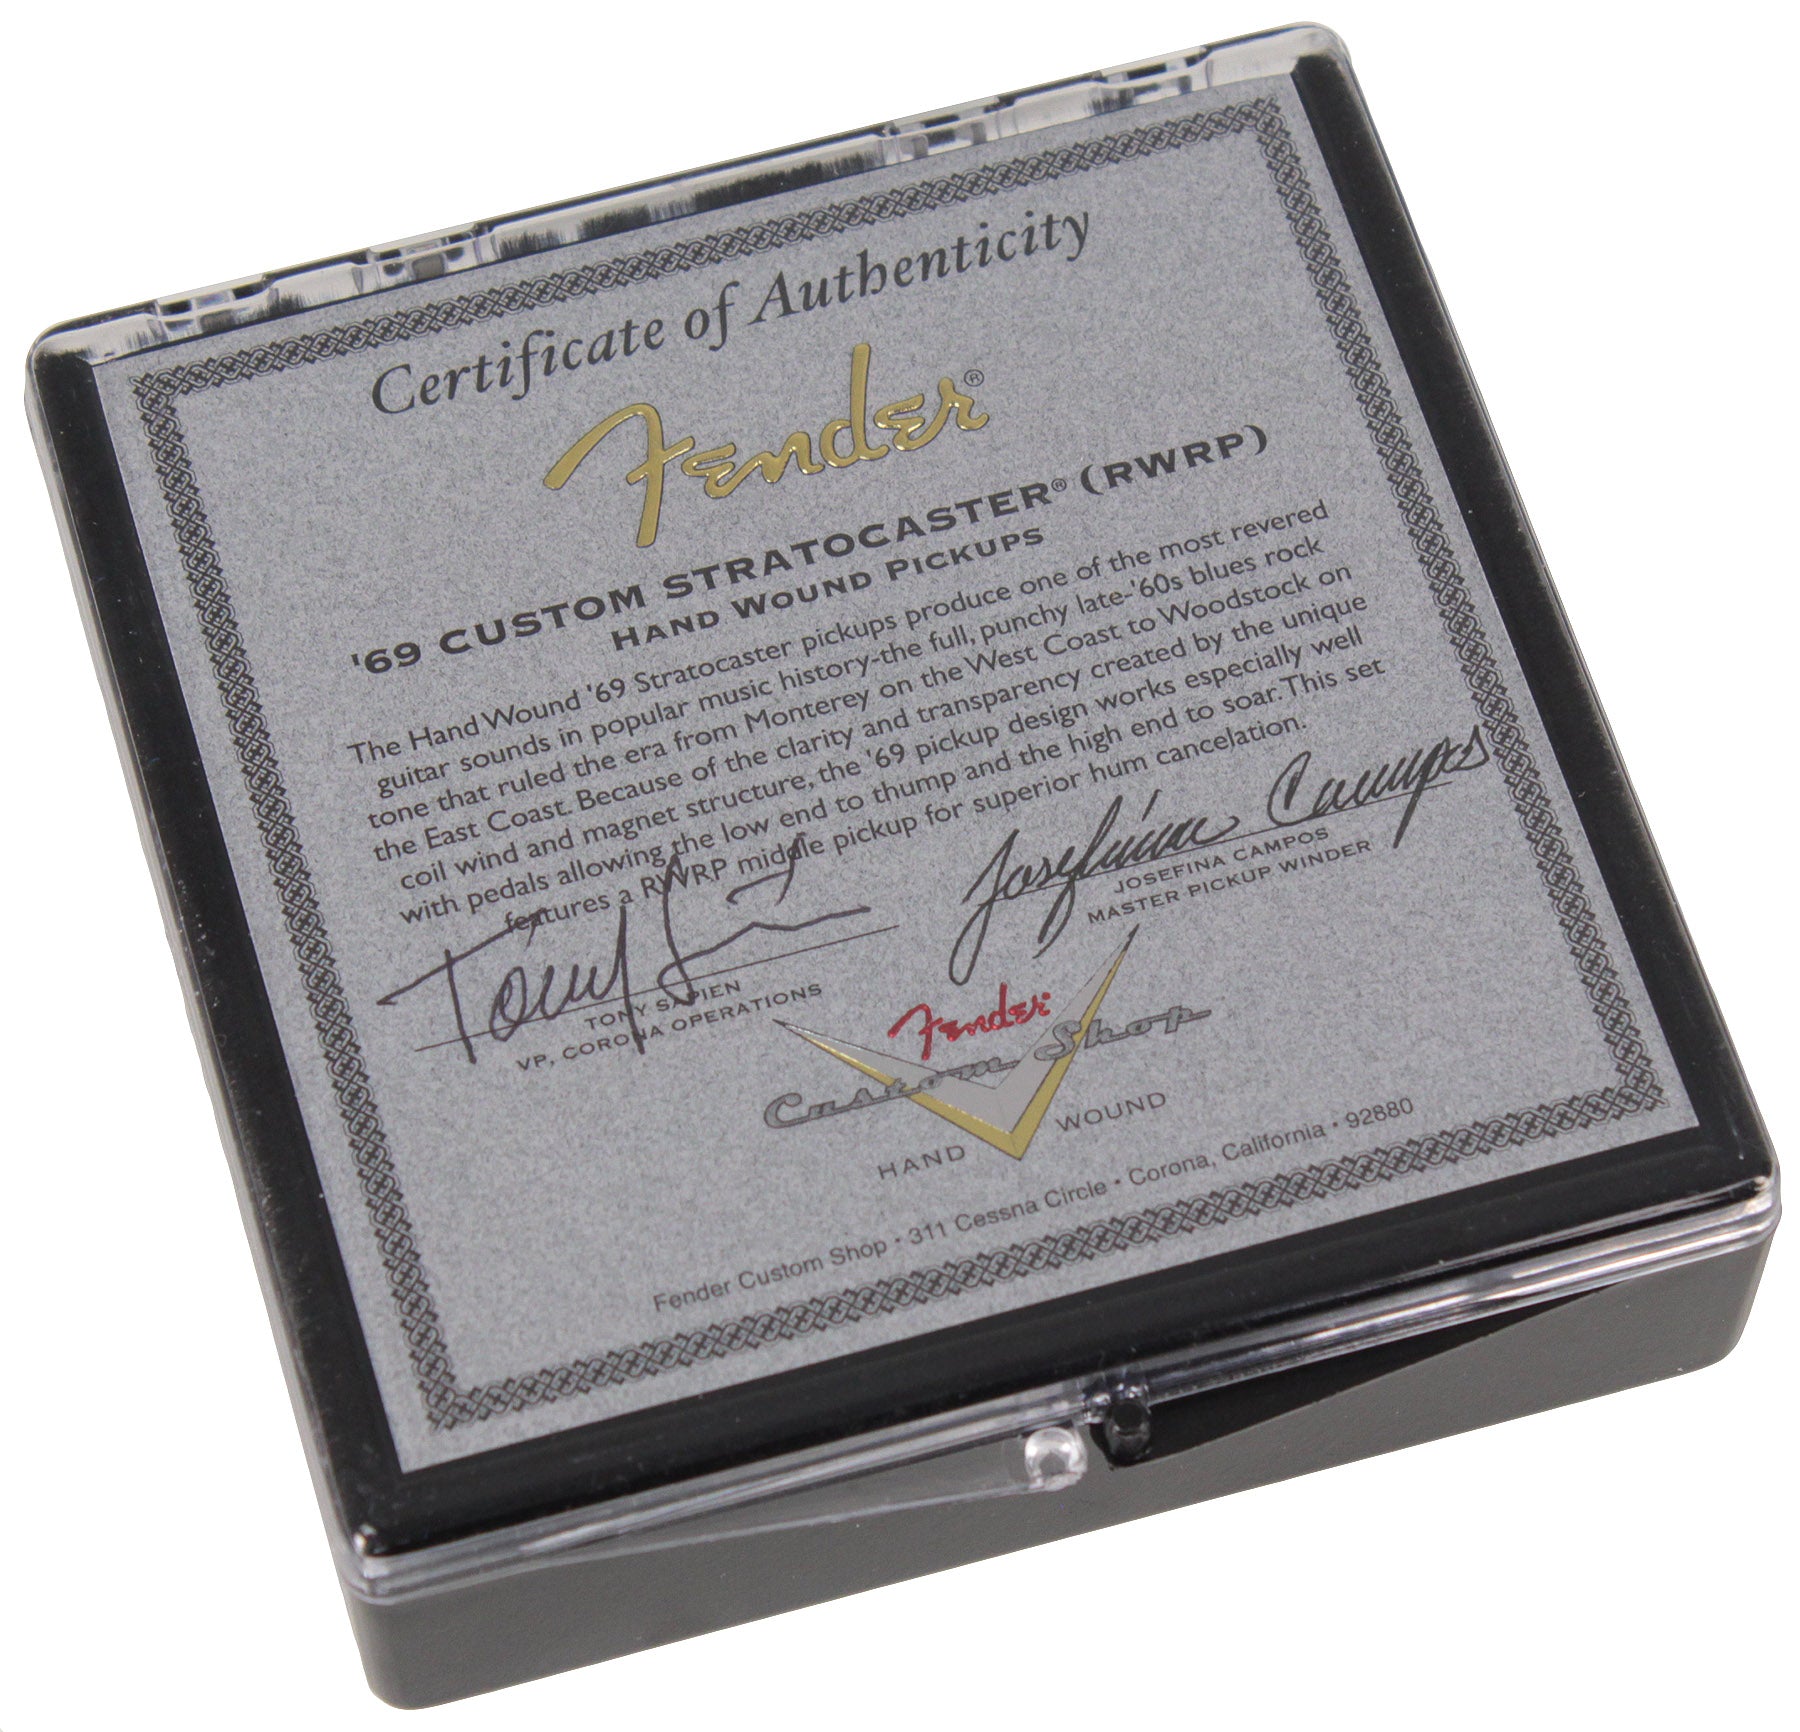 Certificate of Authenticity
Fender®
'69 CUSTOM STRATOCASTER® (RWRP)
HAND WOUND PICKUPS
The Hand Wound '69 Stratocaster pickups produce one of the most revered
guitar sounds in popular music history-the full, punchy late-'60s blues rock
tone that ruled the era from Monterey on the West Coast to Woodstock on
the East Coast. Because of the clarity and transparency created by the unique
coil wind and magnet structure, the '69 pickup design works especially well
with pedals allowing the low end to thump and the high end to soar. This set
features a RWRP middle pickup for superior hum cancelation.
Josefina Campos
JOSEFINA CAMPOS
MASTER PICKUP WINDER
Tony Sapien
TONY SAPIEN
VP, CORONA OPERATIONS
Fender®
Custom Shop
HAND WOUND
Fender Custom Shop • 311 Cessna Circle • Corona, California • 92880